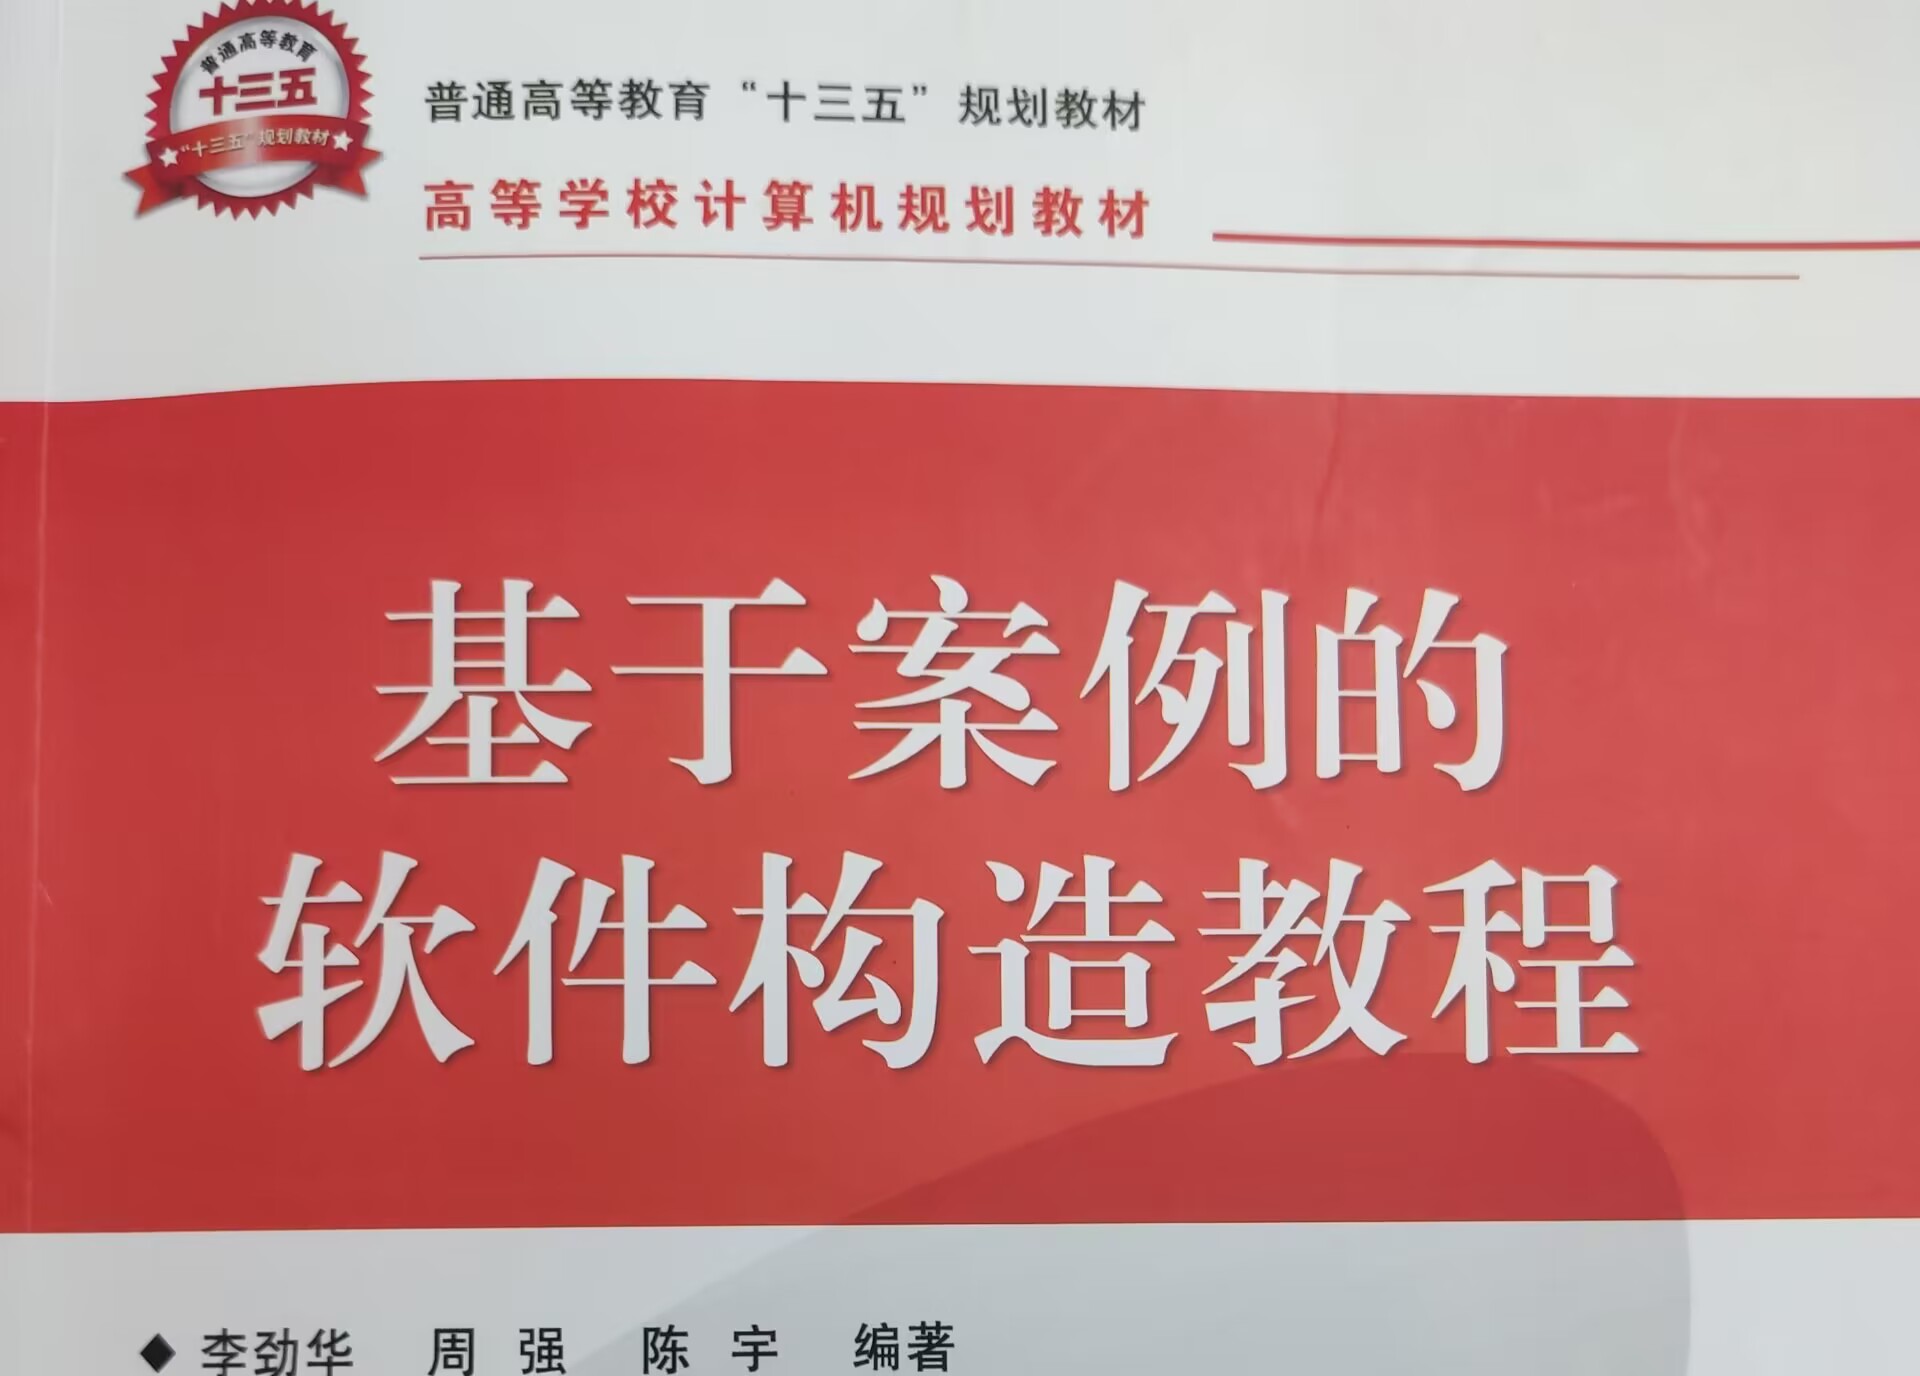 普通高等教育
十三五
“十三五”规划教材
普通高等教育“十三五”规划教材
高等学校计算机规划教材
基于案例的
软件构造教程
◆ 李劲华 周强 陈宇 编著